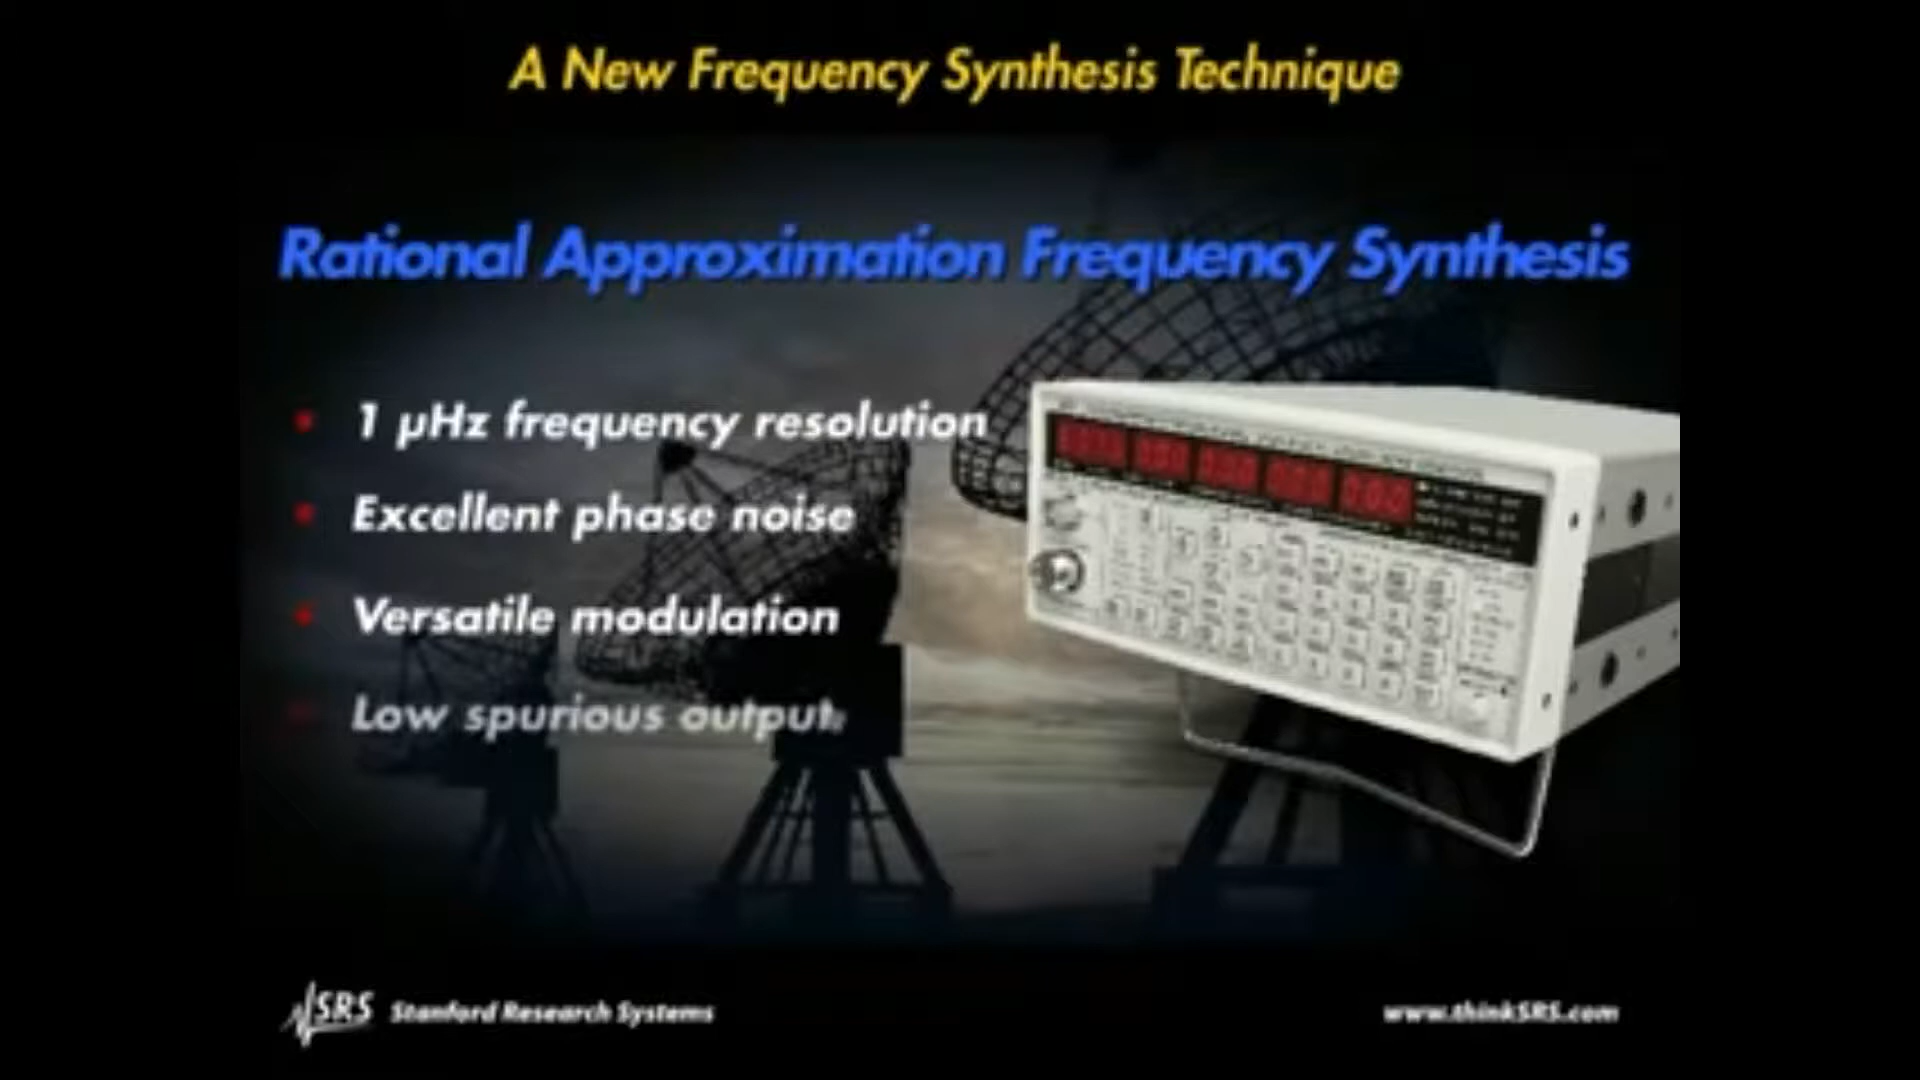 A New Frequency Synthesis Technique
Rational Approximation Frequency Synthesis
• 1 µHz frequency resolution
• Excellent phase noise
• Versatile modulation
• Low spurious output
SRS Stanford Research Systems
www.thinkSRS.com